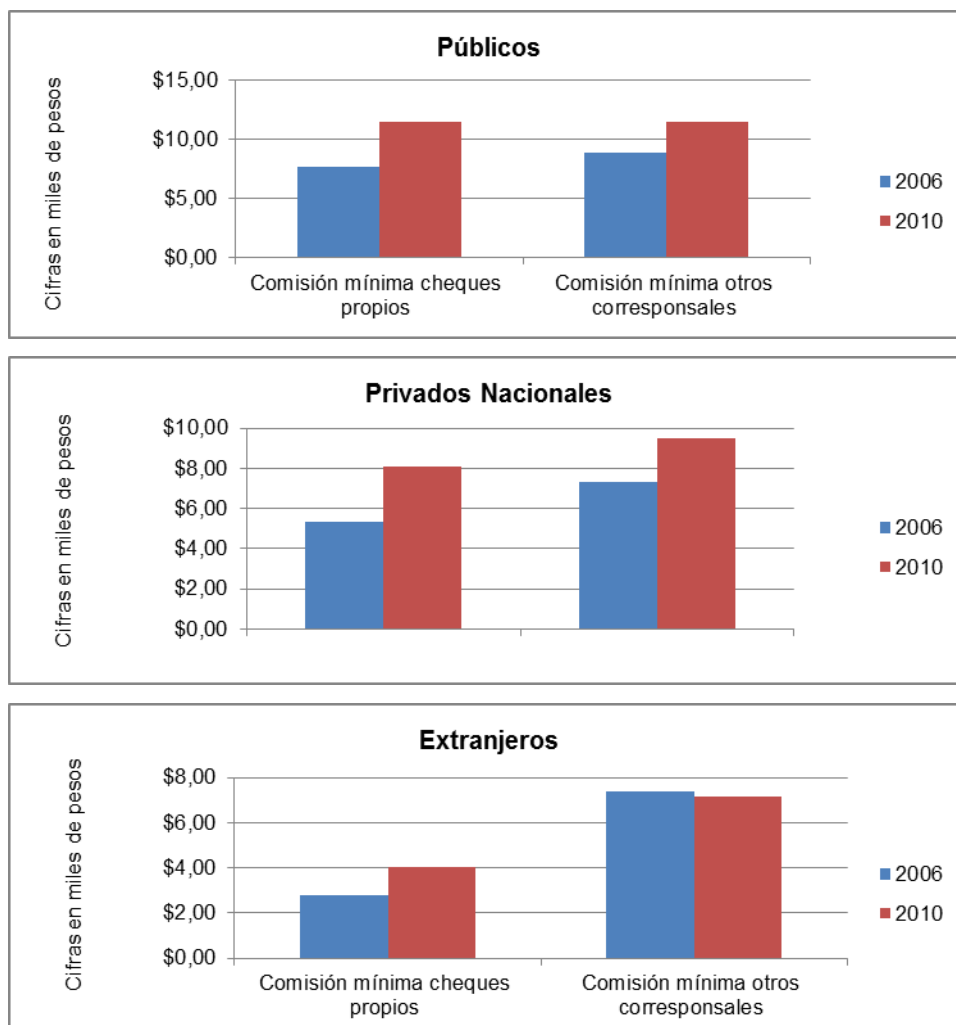 Públicos
Cifras en miles de pesos
$15,00
$10,00
$5,00
$0,00
Comisión mínima cheques
propios
Comisión mínima otros
corresponsales
2006
2010
Privados Nacionales
Cifras en miles de pesos
$10,00
$8,00
$6,00
$4,00
$2,00
$0,00
2006
2010
Extranjeros
Cifras en miles de pesos
$8,00
$6,00
$4,00
$2,00
$0,00
Comisión mínima cheques
propios
Comisión mínima otros
corresponsales
2006
2010